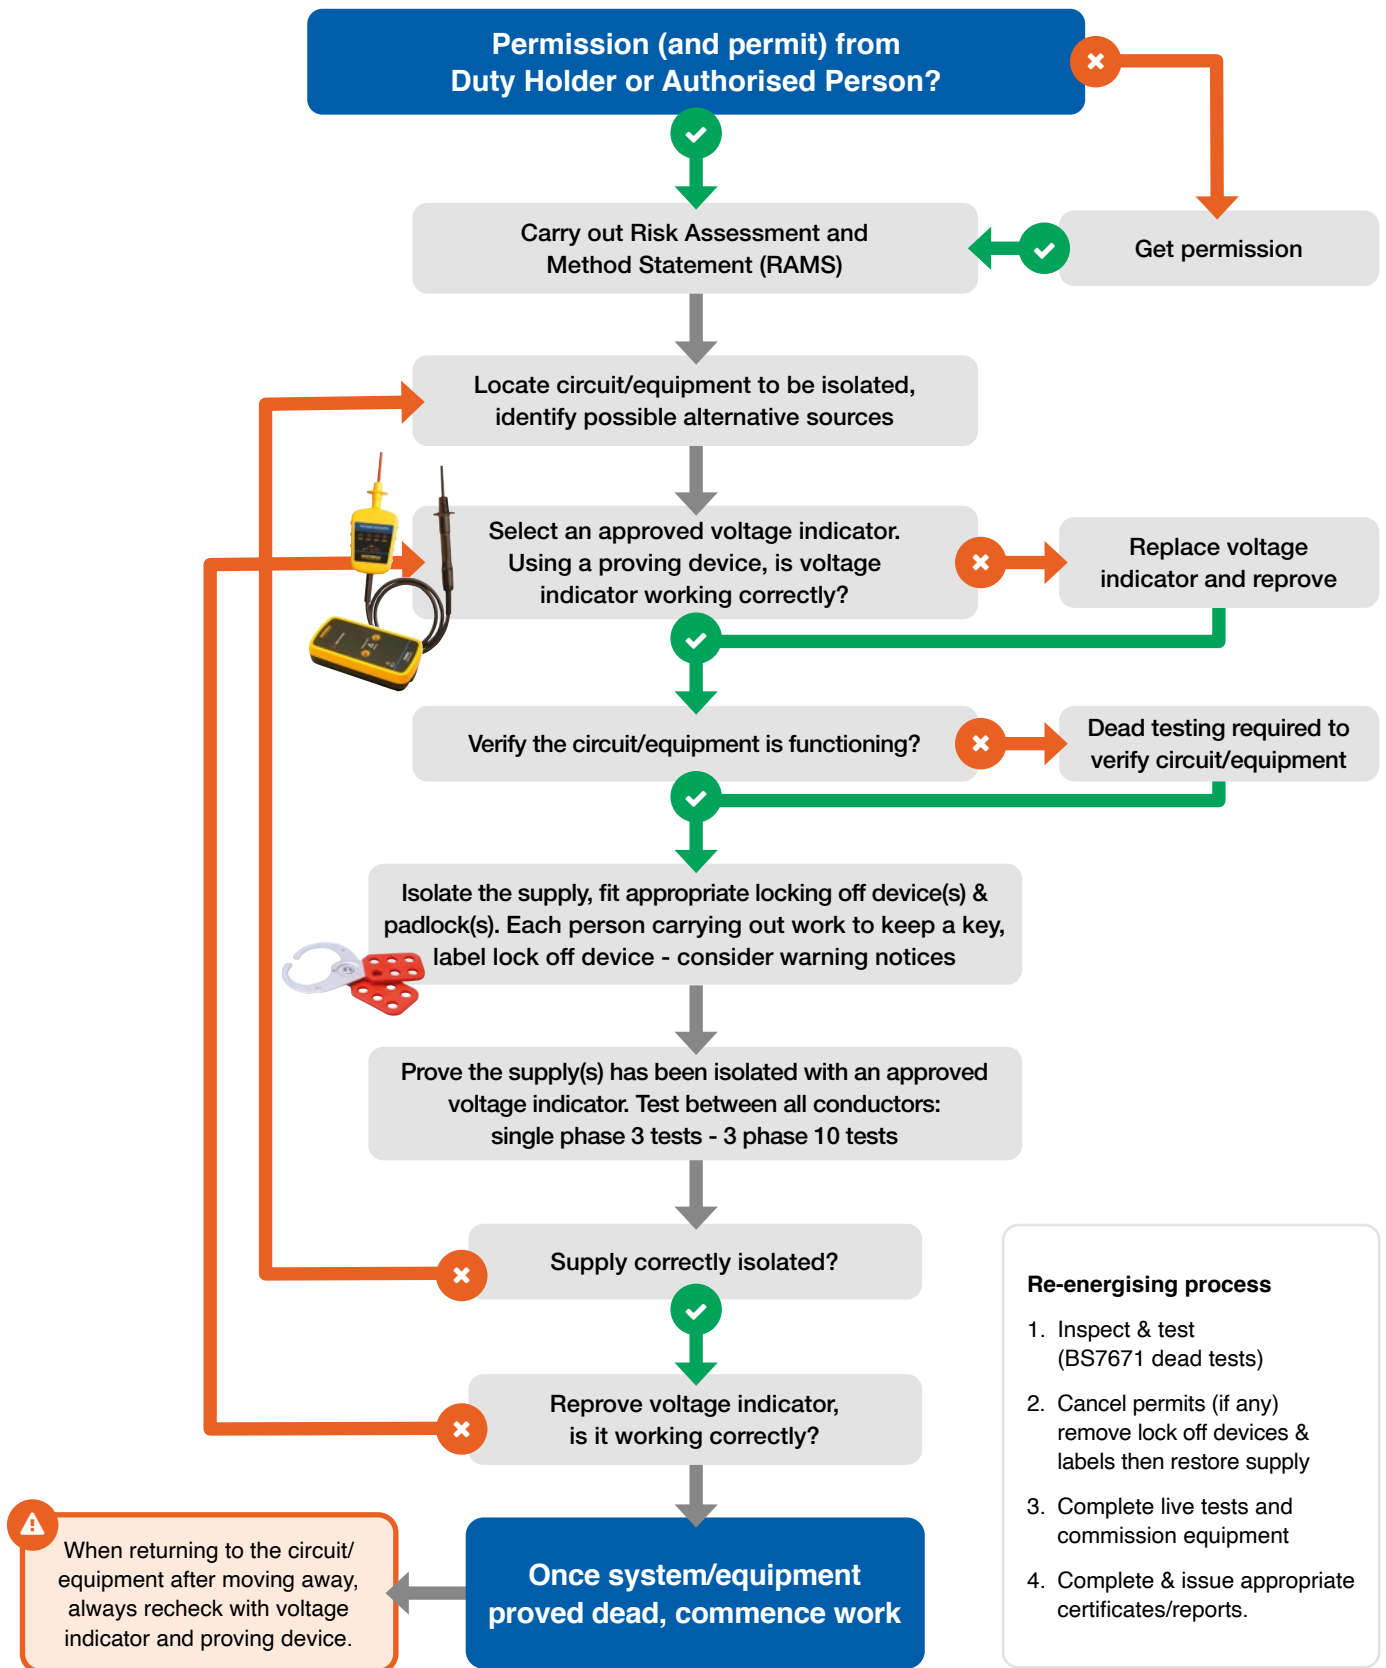 Permission (and permit) from
Duty Holder or Authorised Person?
Carry out Risk Assessment and
Method Statement (RAMS)
Get permission
Locate circuit/equipment to be isolated,
identify possible alternative sources
Select an approved voltage indicator.
Using a proving device, is voltage
indicator working correctly?
Replace voltage
indicator and reprove
Verify the circuit/equipment is functioning?
Dead testing required to
verify circuit/equipment
Isolate the supply, fit appropriate locking off device(s) &
padlock(s). Each person carrying out work to keep a key,
label lock off device - consider warning notices
Prove the supply(s) has been isolated with an approved
voltage indicator. Test between all conductors:
single phase 3 tests - 3 phase 10 tests
Supply correctly isolated?
Reprove voltage indicator,
is it working correctly?
Once system/equipment
proved dead, commence work
When returning to the circuit/
equipment after moving away,
always recheck with voltage
indicator and proving device.
Re-energising process
1. Inspect & test
(BS7671 dead tests)
2. Cancel permits (if any)
remove lock off devices &
labels then restore supply
3. Complete live tests and
commission equipment
4. Complete & issue appropriate
certificates/reports.